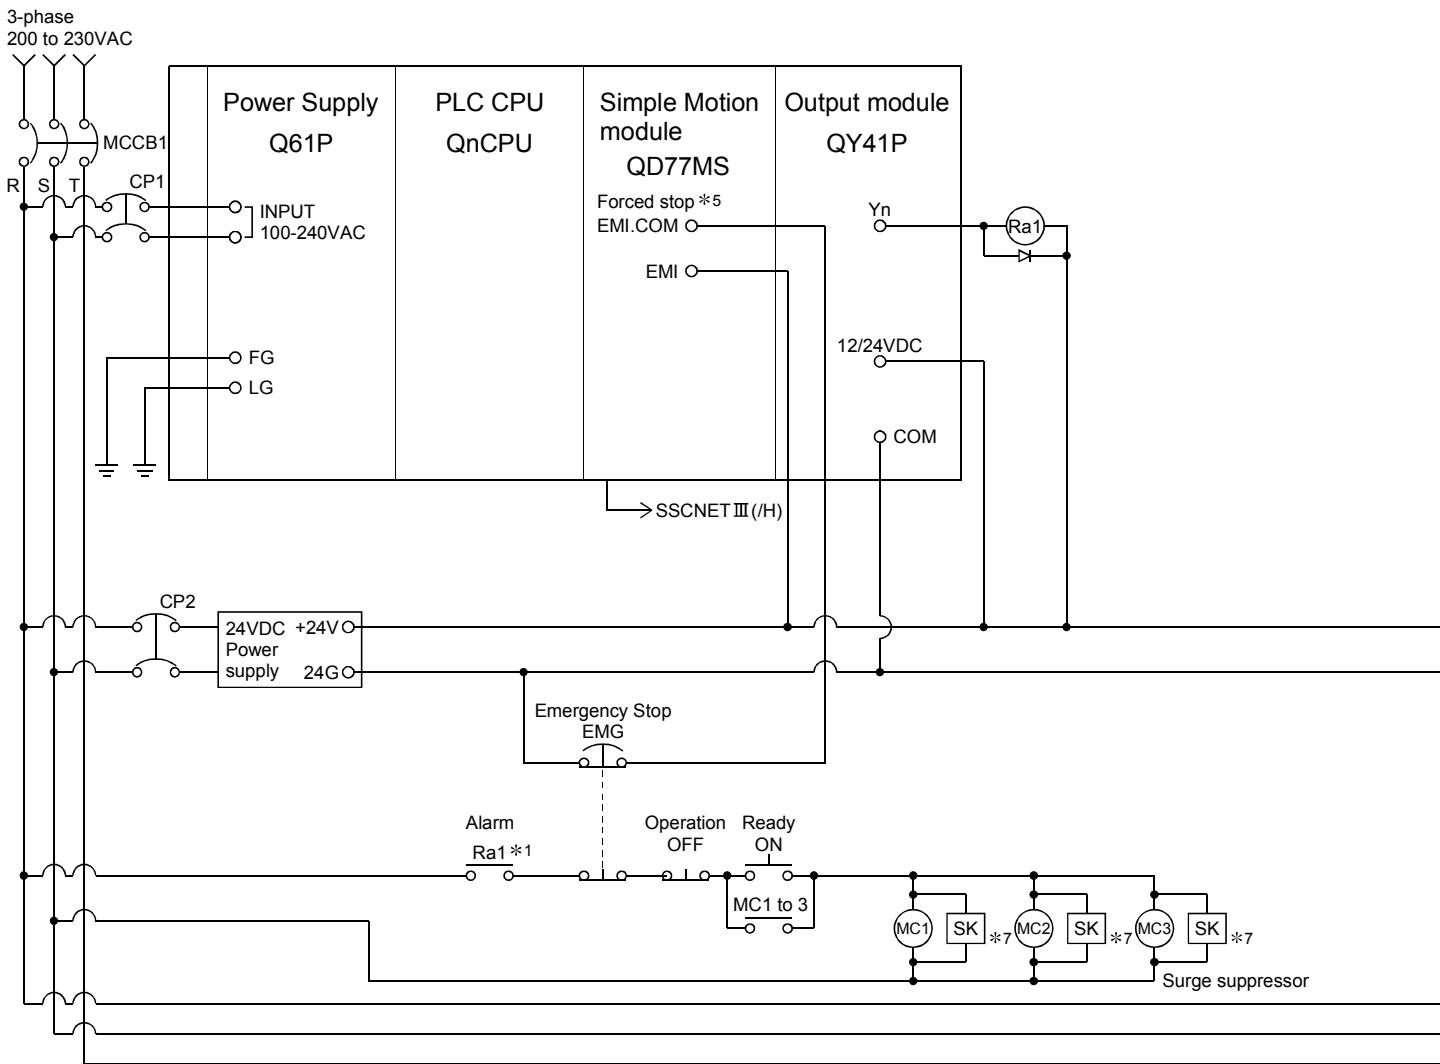 3-phase
200 to 230VAC
MCCB1
R S T
CP1
Power Supply
Q61P
INPUT
100-240VAC
FG
LG
PLC CPU
QnCPU
Simple Motion
module
QD77MS
Forced stop *5
EMI.COM
EMI
Output module
QY41P
Yn
12/24VDC
COM
Ra1
SSCNETⅢ(/H)
CP2
24VDC +24V
Power
supply 24G
Emergency Stop
EMG
Alarm
Ra1 *1
Operation
OFF
Ready
ON
MC1 to 3
MC1 SK *7 MC2 SK *7 MC3 SK *7
Surge suppressor